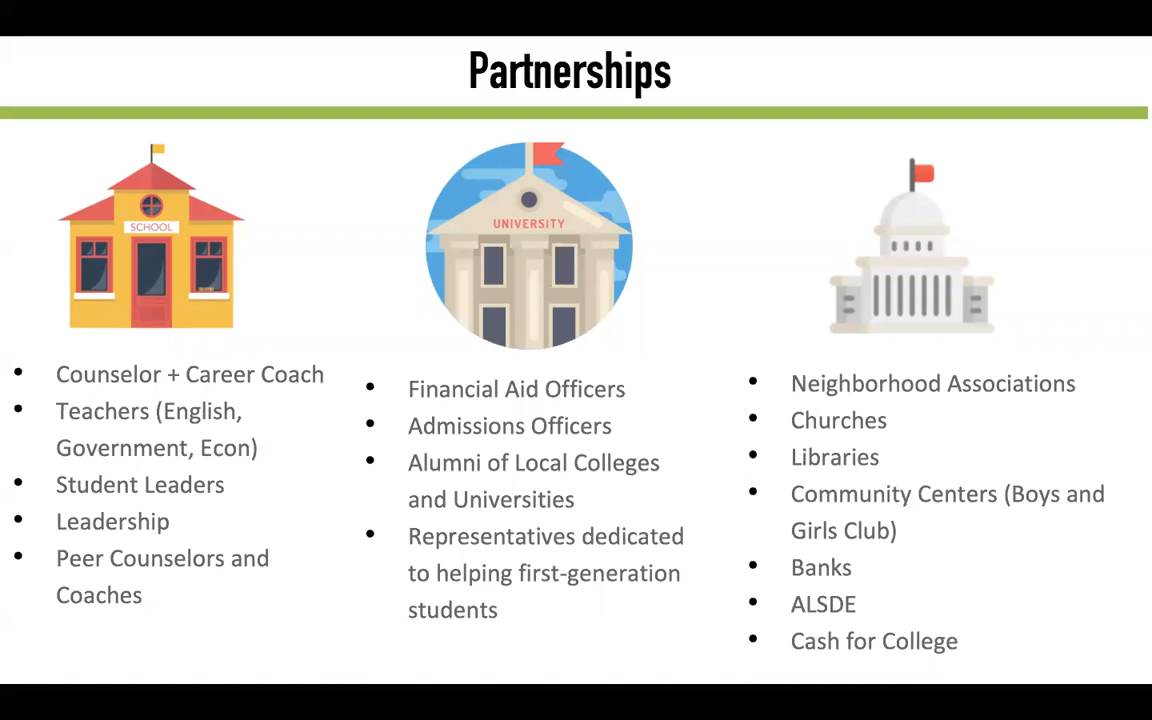 Partnerships
SCHOOL
UNIVERSITY
• Counselor + Career Coach
• Teachers (English,
Government, Econ)
• Student Leaders
• Leadership
• Peer Counselors and
Coaches
• Financial Aid Officers
• Admissions Officers
• Alumni of Local Colleges
and Universities
• Representatives dedicated
to helping first-generation
students
• Neighborhood Associations
• Churches
• Libraries
• Community Centers (Boys and
Girls Club)
• Banks
• ALSDE
• Cash for College